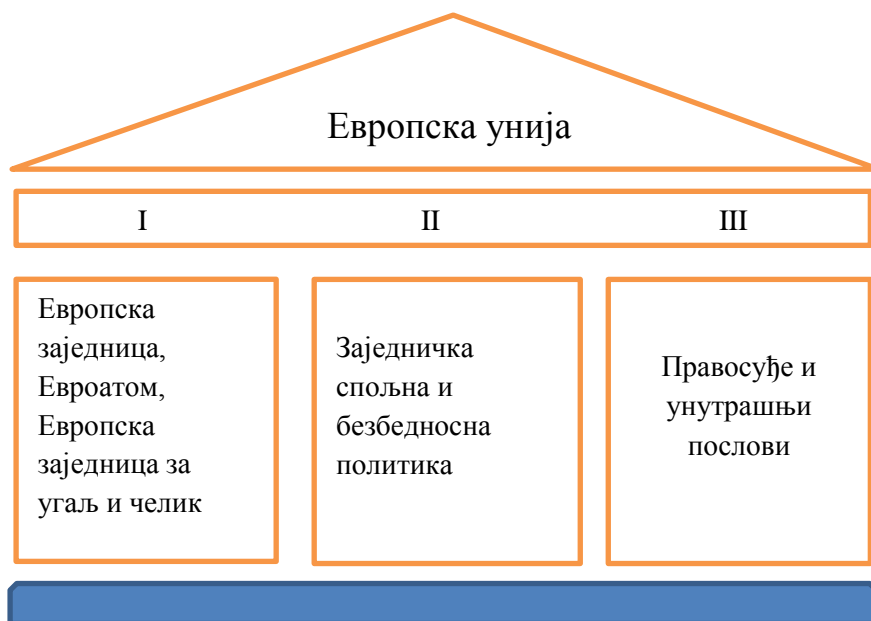 Европска унија
I II III
Европска
заједница,
Евроатом,
Европска
заједница за
угаљ и челик
Заједничка
спољна и
безбедносна
политика
Правосуђе и
унутрашњи
послови